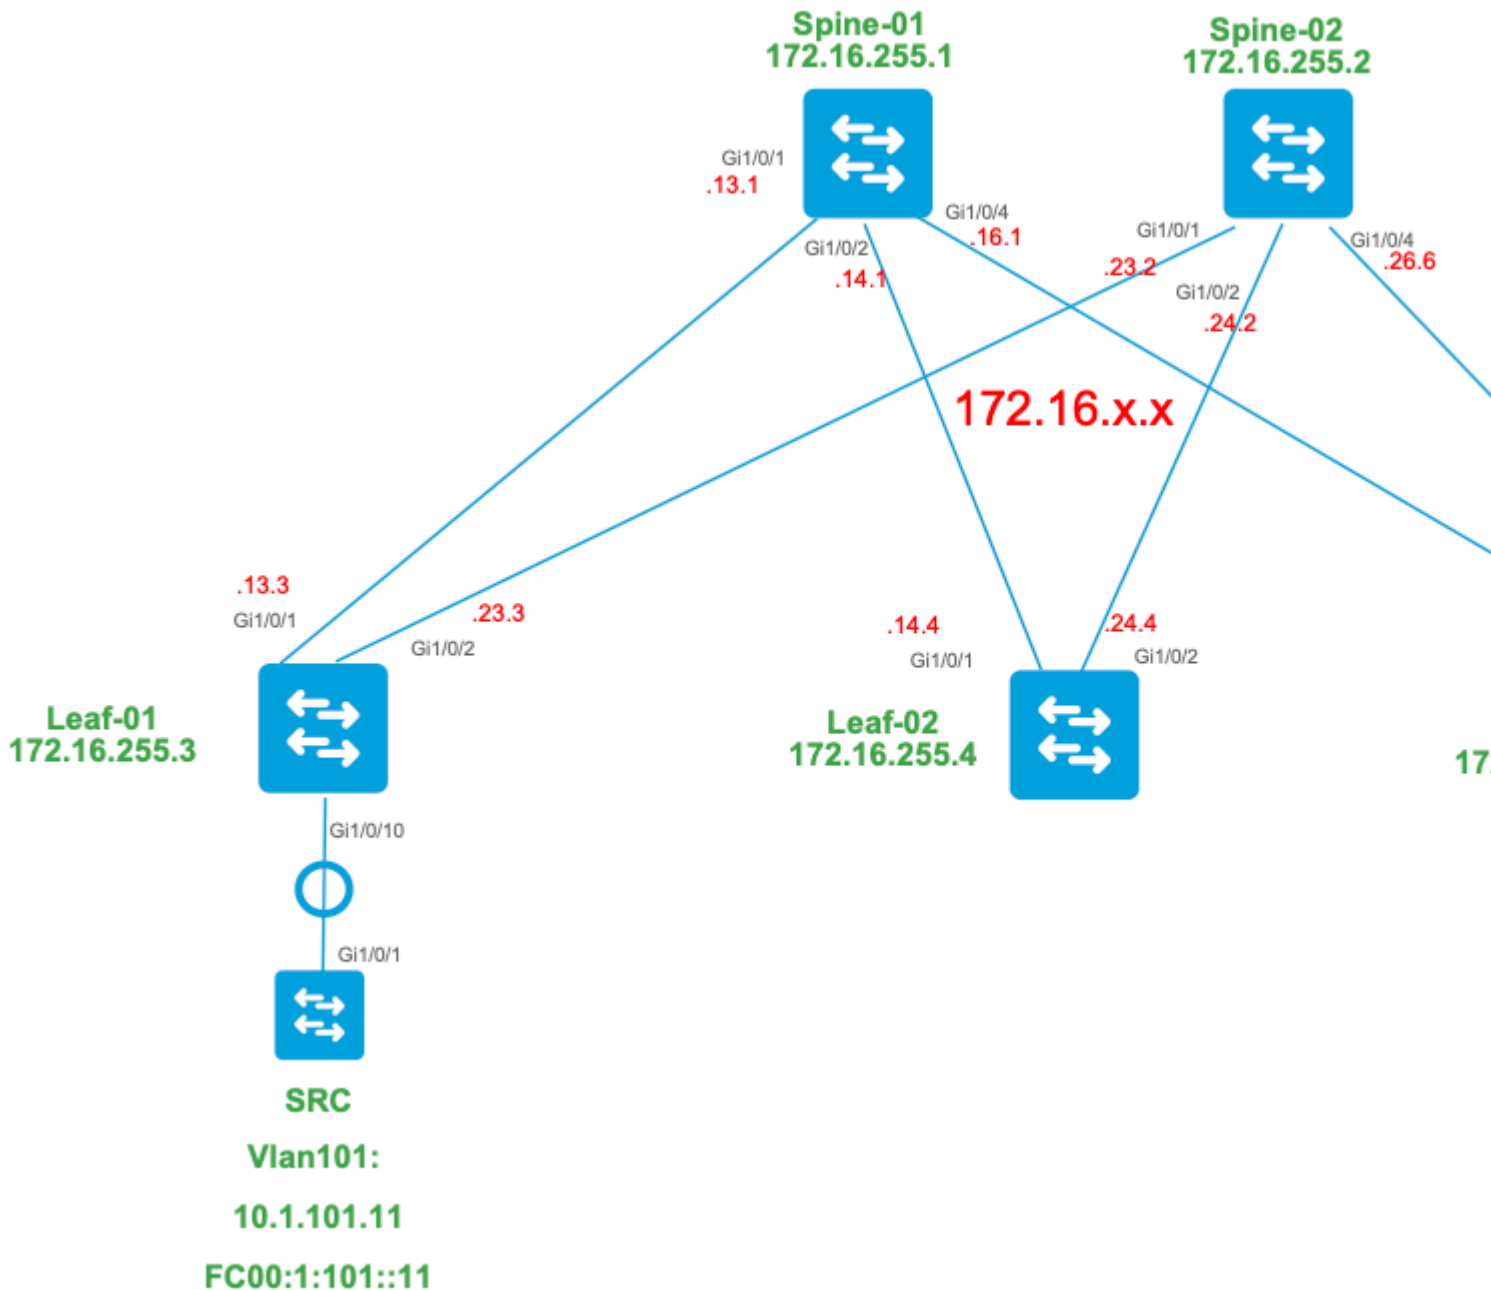 Spine-01
172.16.255.1
Spine-02
172.16.255.2
Gi1/0/1
.13.1
Gi1/0/4
.16.1
Gi1/0/2
.14.1
Gi1/0/1
.23.2
Gi1/0/4
.26.6
Gi1/0/2
.24.2
172.16.x.x
.13.3
Gi1/0/1
.23.3
Gi1/0/2
.14.4
Gi1/0/1
.24.4
Gi1/0/2
Leaf-01
172.16.255.3
Leaf-02
172.16.255.4
Gi1/0/10
Gi1/0/1
SRC
Vlan101:
10.1.101.11
FC00:1:101::11